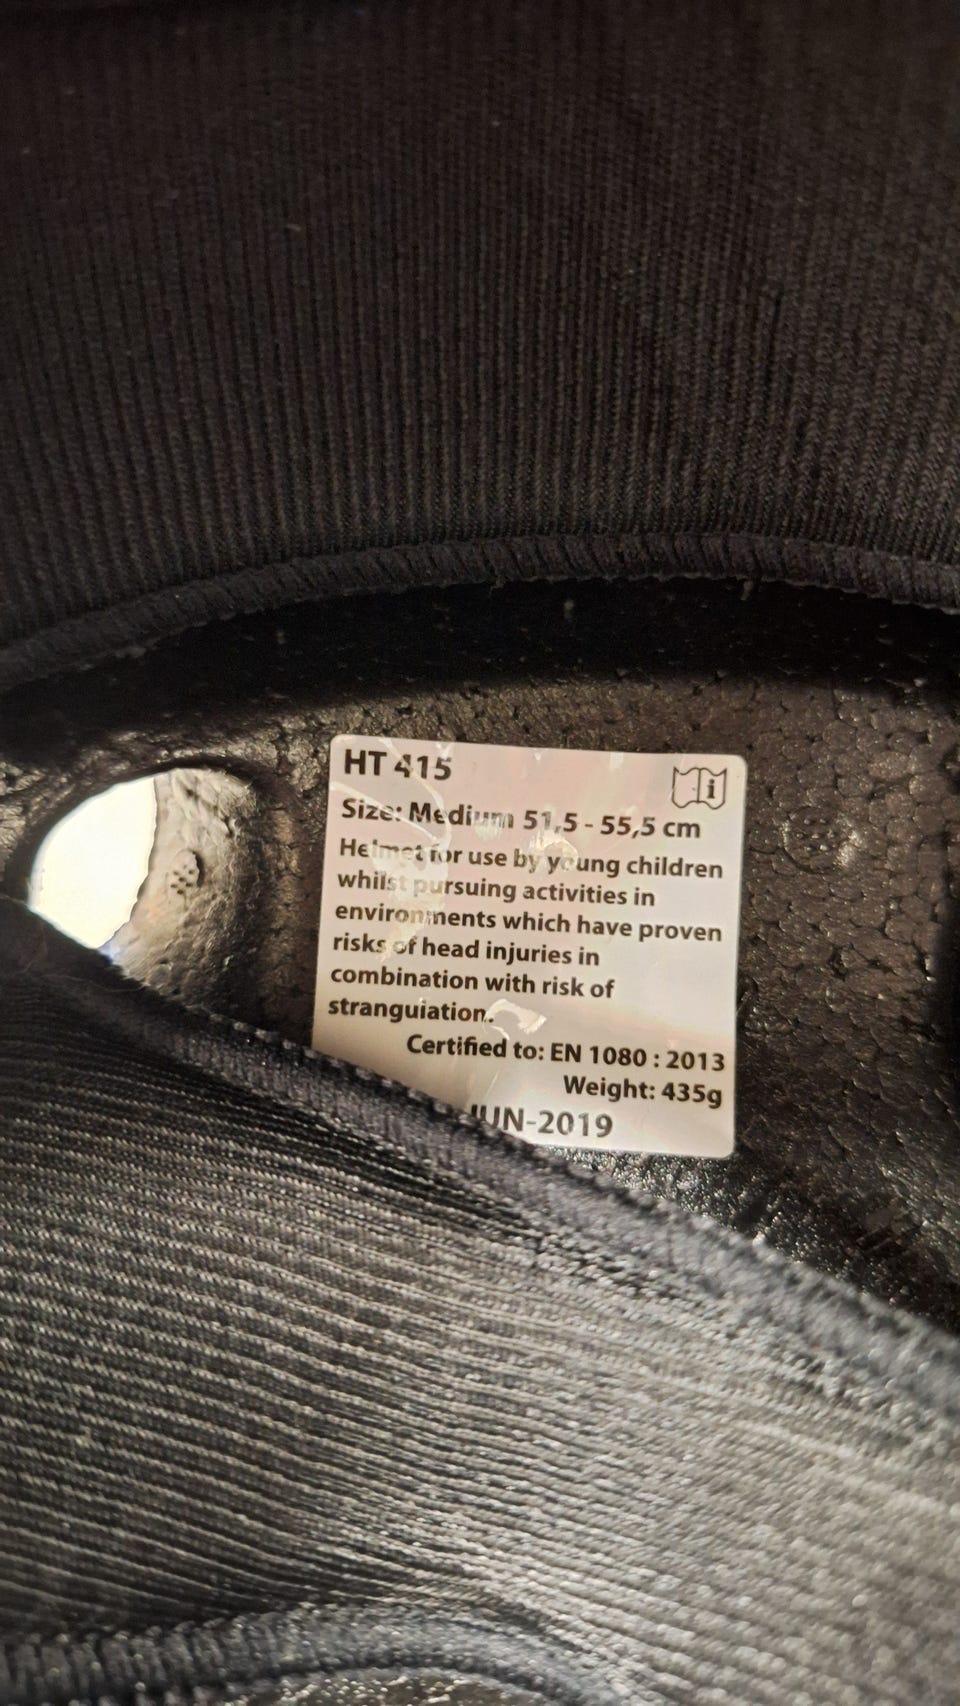 HT 415
i
Size: Medium 51,5 - 55,5 cm
Helmet for use by young children
whilst pursuing activities in
environments which have proven
risks of head injuries in
combination with risk of
stranguiation.
Certified to: EN 1080 : 2013
Weight: 435g
JUN-2019